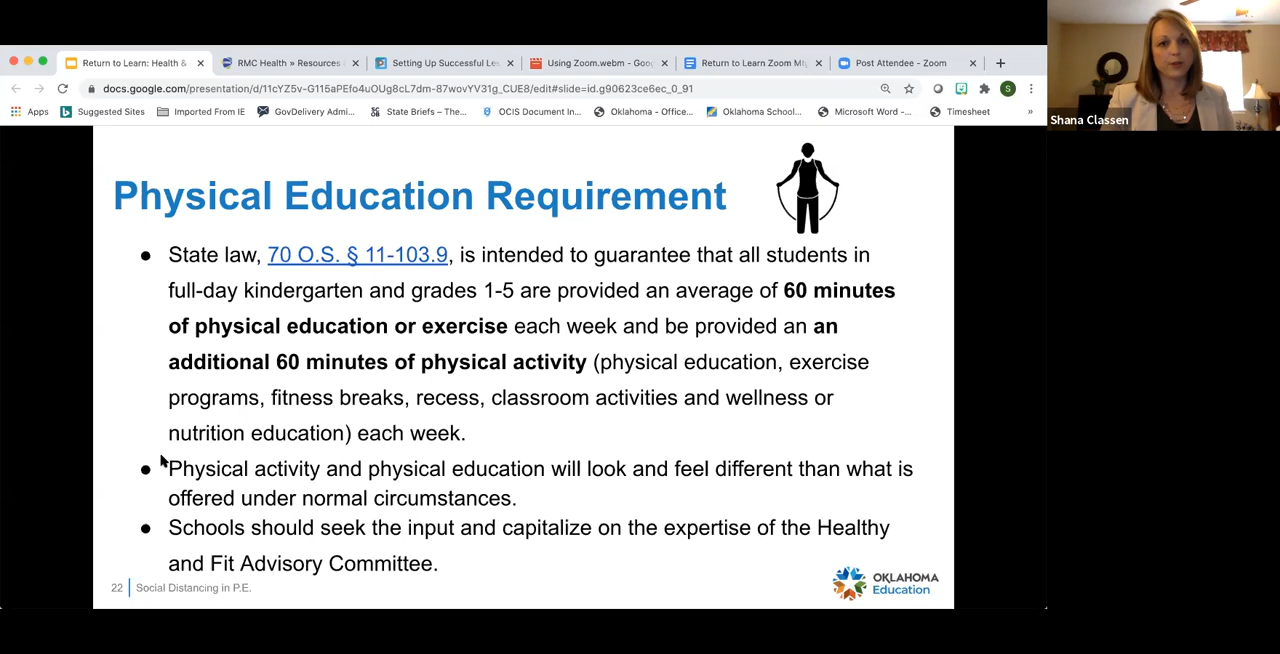 Return to Learn: Health &
RMC Health » Resources
Setting Up Successful Les
Using Zoom.webm - Goo
Return to Learn Zoom Mt
Post Attendee - Zoom
docs.google.com/presentation/d/11cYZ5v-G115aPEfo4uOUg8cL7dm-87wovYV31g_CUE8/edit#slide=id.g90623ce6ec_0_91
S
Apps
Suggested Sites
Imported From IE
GovDelivery Admi...
State Briefs – The...
OCIS Document In...
Oklahoma - Office...
Oklahoma School...
Microsoft Word -...
Timesheet
»
Shana Classen
Physical Education Requirement
● State law, 70 O.S. § 11-103.9, is intended to guarantee that all students in
full-day kindergarten and grades 1-5 are provided an average of 60 minutes
of physical education or exercise each week and be provided an an
additional 60 minutes of physical activity (physical education, exercise
programs, fitness breaks, recess, classroom activities and wellness or
nutrition education) each week.
● Physical activity and physical education will look and feel different than what is
offered under normal circumstances.
● Schools should seek the input and capitalize on the expertise of the Healthy
and Fit Advisory Committee.
22
Social Distancing in P.E.
OKLAHOMA
Education